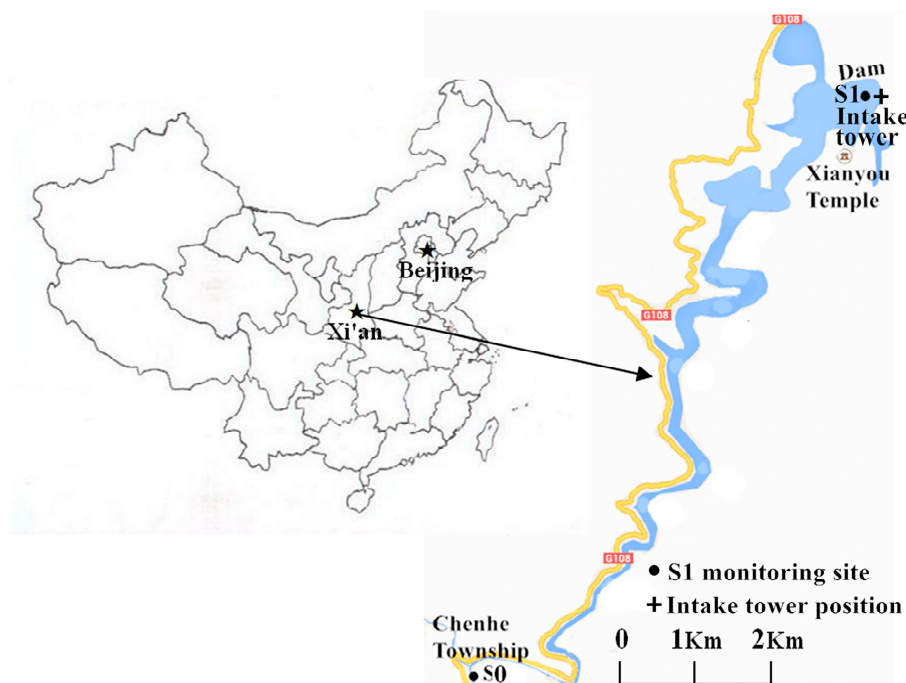 G108
Dam
S1
Intake
tower
Xianyou
Temple
Beijing
Xi'an
G108
G108
S1 monitoring site
Intake tower position
Chenhe
Township
S0
0 1Km 2Km